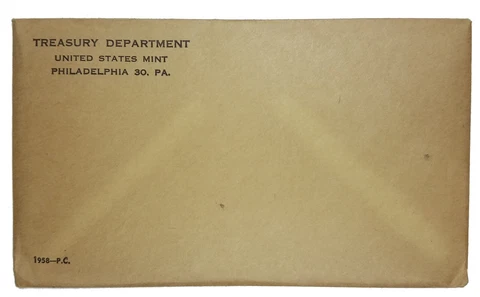 TREASURY DEPARTMENT
UNITED STATES MINT
PHILADELPHIA 30. PA.
1958—P.C.